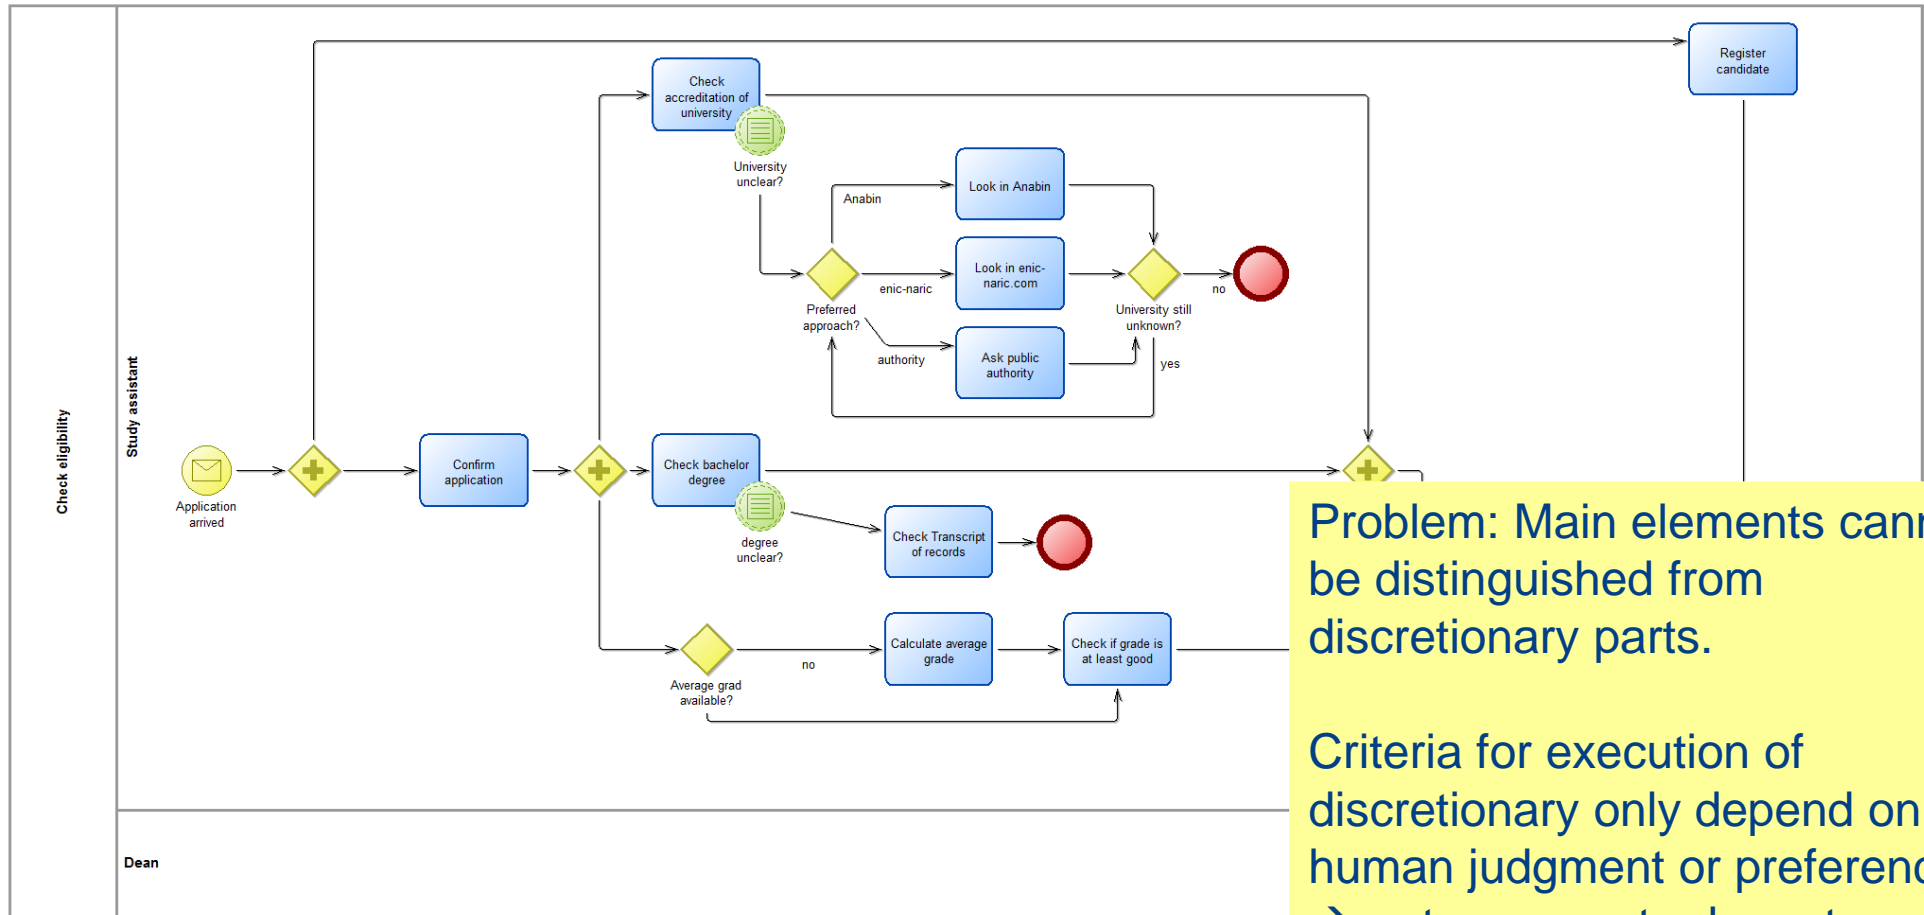 Check eligibility
Study assistant
Dean
Application
arrived
Confirm
application
Check
accreditation of
university
University
unclear?
Anabin
enic-naric
authority
Preferred
approach?
Look in Anabin
Look in enic-
naric.com
Ask public
authority
University still
unknown?
no
yes
Register
candidate
Check bachelor
degree
degree
unclear?
Check Transcript
of records
Average grad
available?
no
Calculate average
grade
Check if grade is
at least good
Problem: Main elements
be distinguished from
discretionary parts.
Criteria for execution of
discretionary only depend on
human judgment or